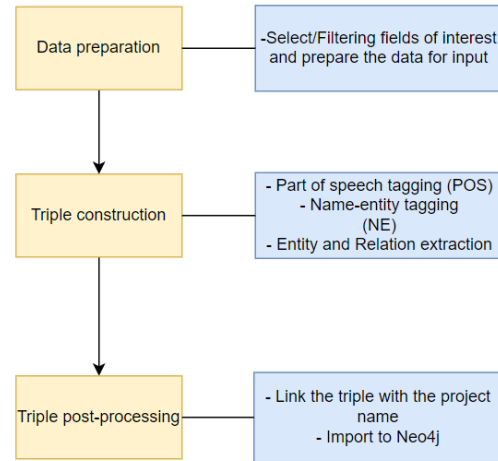 Data preparation
-Select/Filtering fields of interest
and prepare the data for input
Triple construction
- Part of speech tagging (POS)
- Name-entity tagging
(NE)
- Entity and Relation extraction
Triple post-processing
- Link the triple with the project
name
- Import to Neo4j